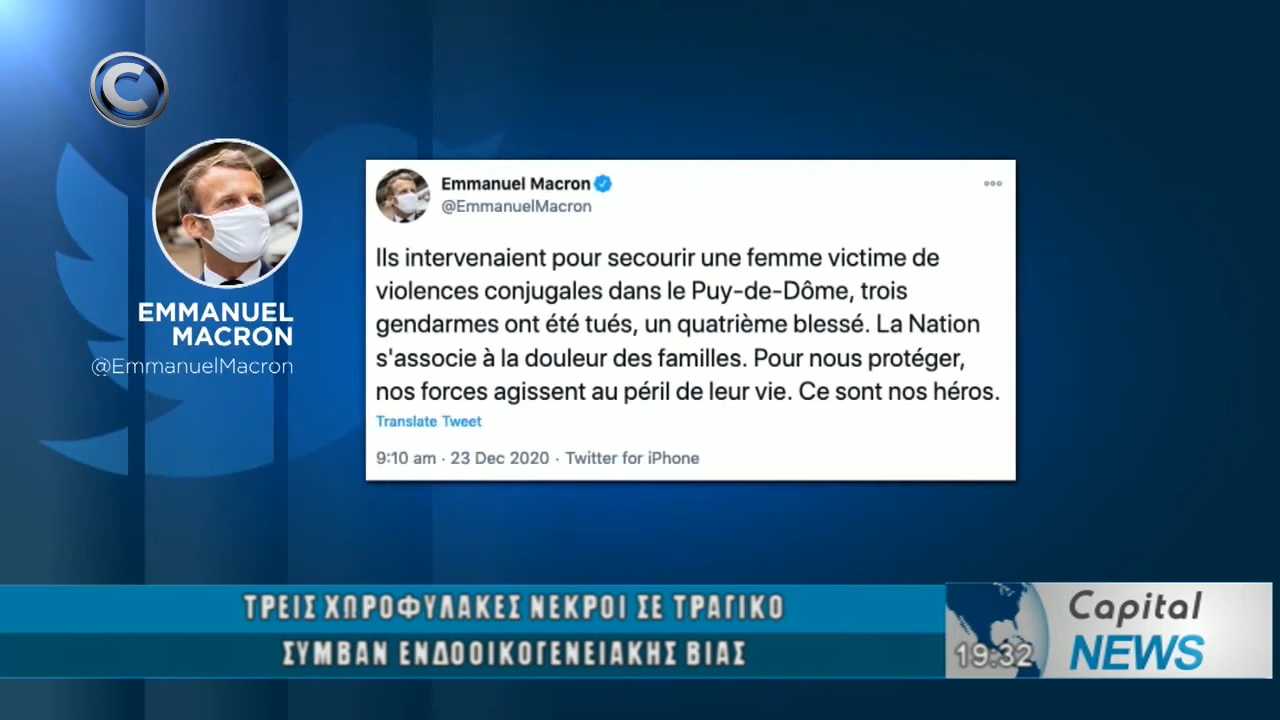 C
EMMANUEL
MACRON
@EmmanuelMacron
Emmanuel Macron
@EmmanuelMacron
Ils intervenaient pour secourir une femme victime de
violences conjugales dans le Puy-de-Dôme, trois
gendarmes ont été tués, un quatrième blessé. La Nation
s'associe à la douleur des familles. Pour nous protéger,
nos forces agissent au péril de leur vie. Ce sont nos héros.
Translate Tweet
9:10 am · 23 Dec 2020 · Twitter for iPhone
ΤΡΕΙΣ ΧΩΡΟΦΥΛΑΚΕΣ ΝΕΚΡΟΙ ΣΕ ΤΡΑΓΙΚΟ
ΣΥΜΒΑΝ ΕΝΔΟΟΙΚΟΓΕΝΕΙΑΚΗΣ ΒΙΑΣ
Capital
NEWS
19:32